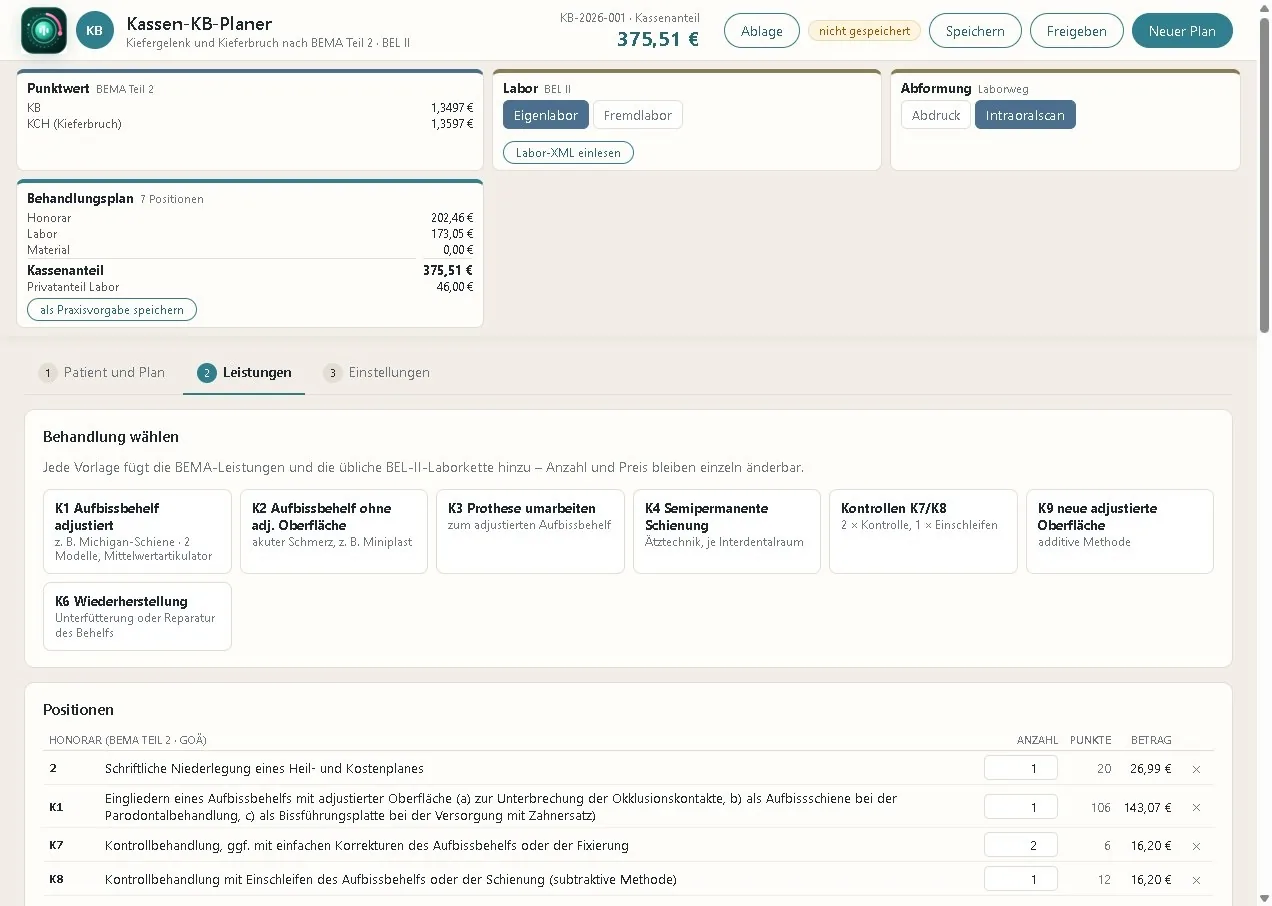 KB
Kassen-KB-Planer
Kiefergelenk und Kieferbruch nach BEMA Teil 2 · BEL II
KB-2026-001 · Kassenanteil
375,51 €
Ablage
nicht gespeichert
Speichern
Freigeben
Neuer Plan
Punktwert BEMA Teil 2
KB 1,3497 €
KCH (Kieferbruch) 1,3597 €
Labor BEL II
Eigenlabor Fremdlabor
Labor-XML einlesen
Abformung Laborweg
Abdruck Intraoralscan
Behandlungsplan 7 Positionen
Honorar 202,46 €
Labor 173,05 €
Material 0,00 €
Kassenanteil 375,51 €
Privatanteil Labor 46,00 €
als Praxisvorgabe speichern
1 Patient und Plan
2 Leistungen
3 Einstellungen
Behandlung wählen
Jede Vorlage fügt die BEMA-Leistungen und die übliche BEL-II-Laborkette hinzu – Anzahl und Preis bleiben einzeln änderbar.
K1 Aufbissbehelf
adjustiert
z. B. Michigan-Schiene · 2
Modelle, Mittelwertartikulator
K2 Aufbissbehelf ohne
adj. Oberfläche
akuter Schmerz, z. B. Miniplast
K3 Prothese umarbeiten
zum adjustierten Aufbissbehelf
K4 Semipermanente
Schienung
Ätztechnik, je Interdentalraum
Kontrollen K7/K8
2 × Kontrolle, 1 × Einschleifen
K9 neue adjustierte
Oberfläche
additive Methode
K6 Wiederherstellung
Unterfütterung oder Reparatur
des Behelfs
Positionen
HONORAR (BEMA TEIL 2 · GOÄ) ANZAHL PUNKTE BETRAG
2 Schriftliche Niederlegung eines Heil- und Kostenplanes 1 20 26,99 € ×
K1 Eingliedern eines Aufbissbehelfs mit adjustierter Oberfläche (a) zur Unterbrechung der Okklusionskontakte, b) als Aufbissschiene bei der
Parodontalbehandlung, c) als Bissführungsplatte bei der Versorgung mit Zahnersatz) 1 106 143,07 € ×
K7 Kontrollbehandlung, ggf. mit einfachen Korrekturen des Aufbissbehelfs oder der Fixierung 2 6 16,20 € ×
K8 Kontrollbehandlung mit Einschleifen des Aufbissbehelfs oder der Schienung (subtraktive Methode) 1 12 16,20 € ×